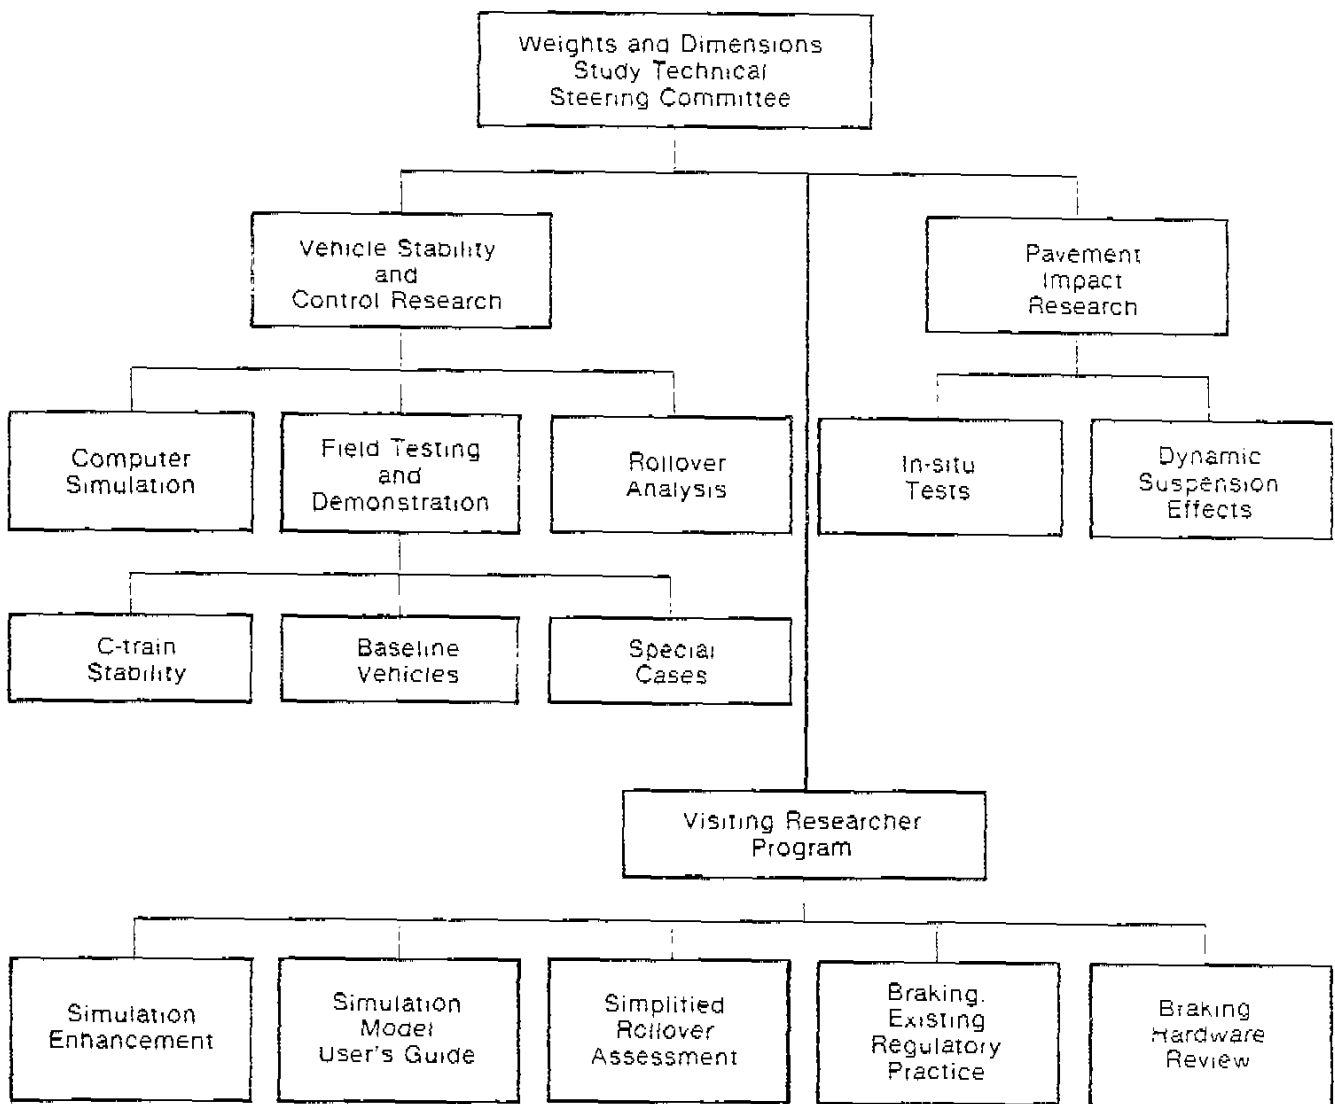 Weights and Dimensions
Study Technical
Steering Committee
Vehicle Stability
and
Control Research
Pavement
Impact
Research
Computer
Simulation
Field Testing
and
Demonstration
Rollover
Analysis
In-situ
Tests
Dynamic
Suspension
Effects
C-train
Stability
Baseline
Vehicles
Special
Cases
Visiting Researcher
Program
Simulation
Enhancement
Simulation
Model
User's Guide
Simplified
Rollover
Assessment
Braking.
Existing
Regulatory
Practice
Braking
Hardware
Review